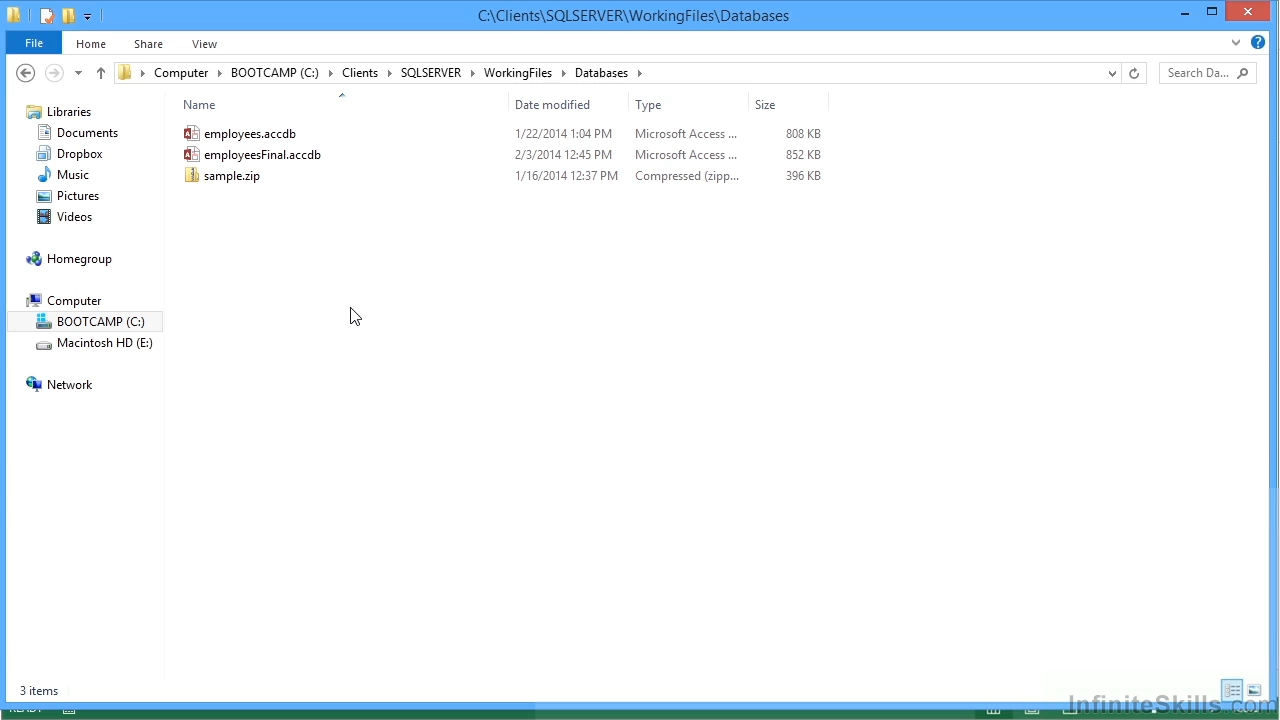 C:\Clients\SQLSERVER\WorkingFiles\Databases
File Home Share View
Computer BOOTCAMP (C:) Clients SQLSERVER WorkingFiles Databases Search Da...
Name Date modified Type Size
employees.accdb 1/22/2014 1:04 PM Microsoft Access ... 808 KB
employeesFinal.accdb 2/3/2014 12:45 PM Microsoft Access ... 852 KB
sample.zip 1/16/2014 12:37 PM Compressed (zipp... 396 KB
Libraries
Documents
Dropbox
Music
Pictures
Videos
Homegroup
Computer
BOOTCAMP (C:)
Macintosh HD (E:)
Network
3 items
InfiniteSkills.com